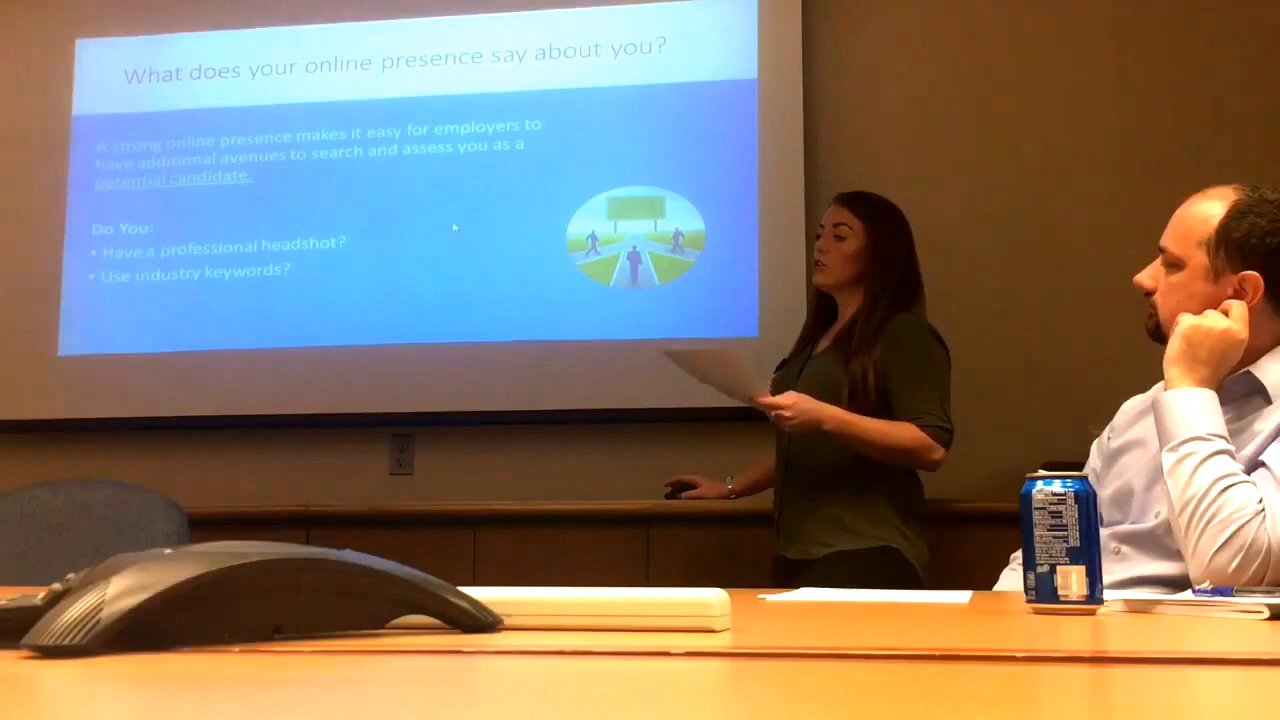 What does your online presence say about you?
A strong online presence makes it easy for employers to
have additional avenues to search and assess you as a
potential candidate.
Do You:
• Have a professional headshot?
• Use industry keywords?